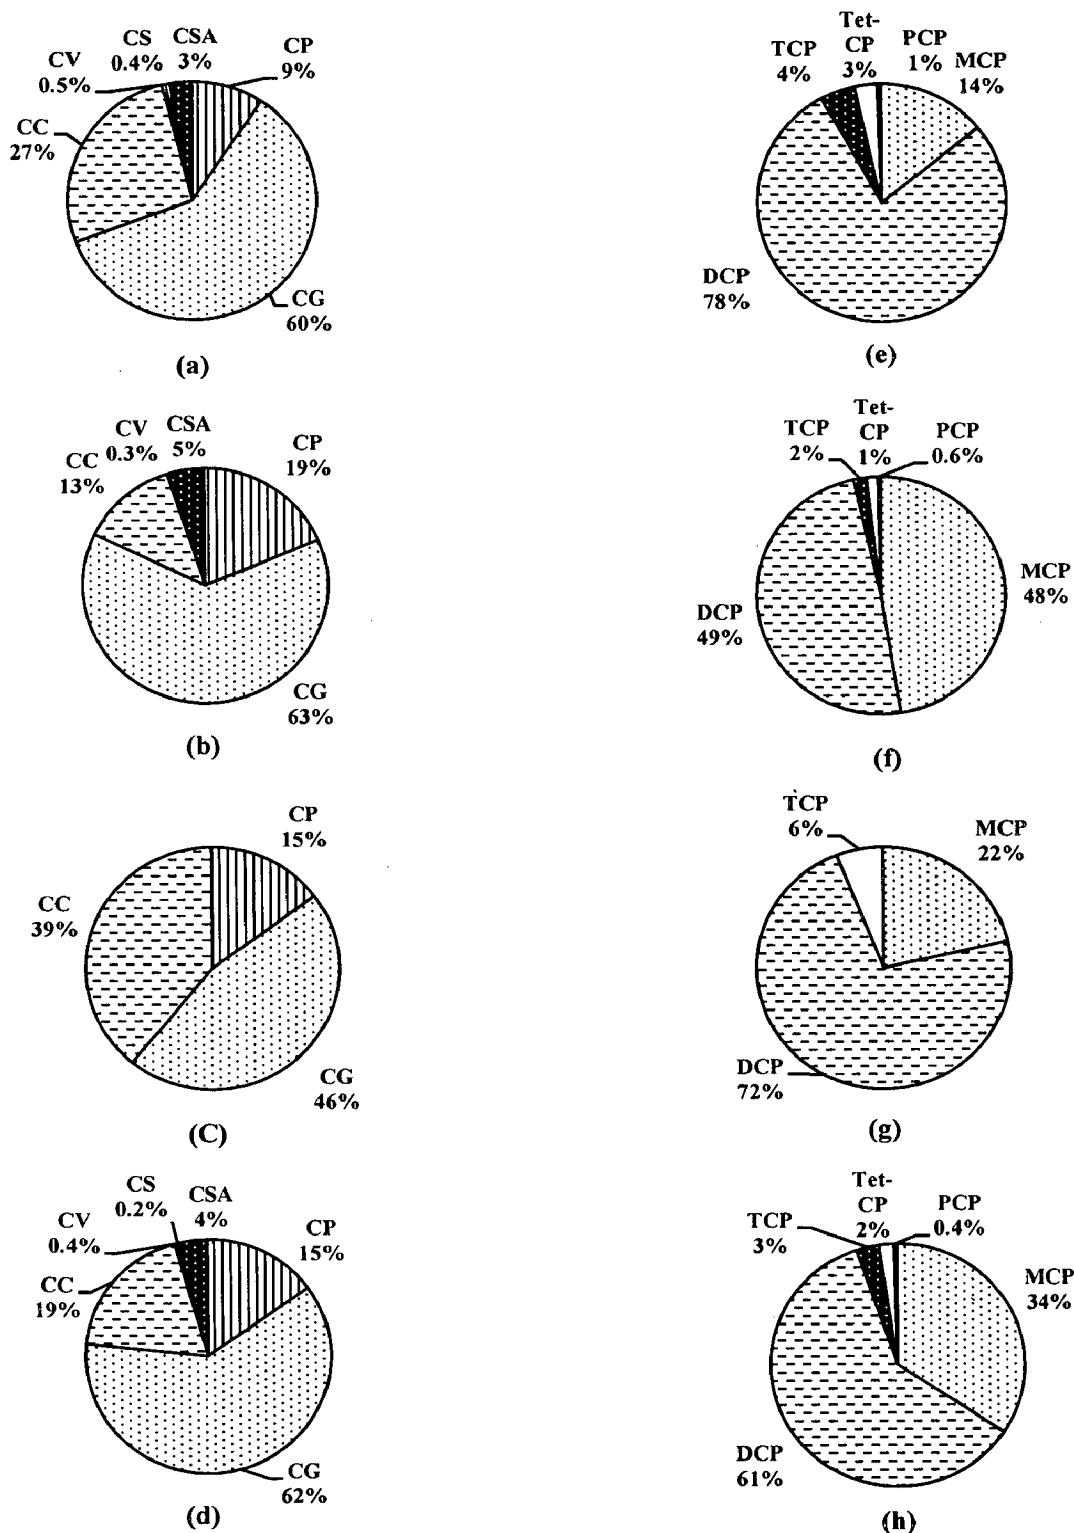 CS
0.4%
CSA
3%
CP
9%
CV
0.5%
CC
27%
CG
60%
(a)
Tet-
CP
3%
TCP
4%
PCP
1%
MCP
14%
DCP
78%
(e)
CV
0.3%
CSA
5%
CP
19%
CC
13%
CG
63%
(b)
Tet-
CP
1%
TCP
2%
PCP
0.6%
MCP
48%
DCP
49%
(f)
CP
15%
CC
39%
CG
46%
(C)
TCP
6%
MCP
22%
DCP
72%
(g)
CS
0.2%
CSA
4%
CP
15%
CV
0.4%
CC
19%
CG
62%
(d)
Tet-
CP
2%
TCP
3%
PCP
0.4%
MCP
34%
DCP
61%
(h)